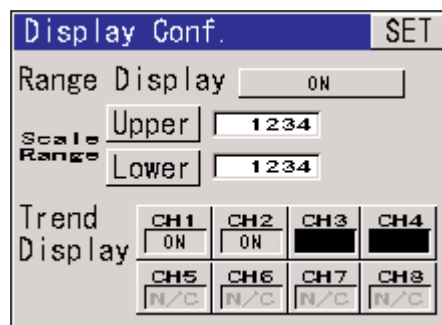 Display Conf. SET
Range Display ON
Scale Range Upper 1234
Lower 1234
Trend Display CH1 CH2 CH3 CH4
ON ON
CH5 CH6 CH7 CH8
N/C N/C N/C N/C